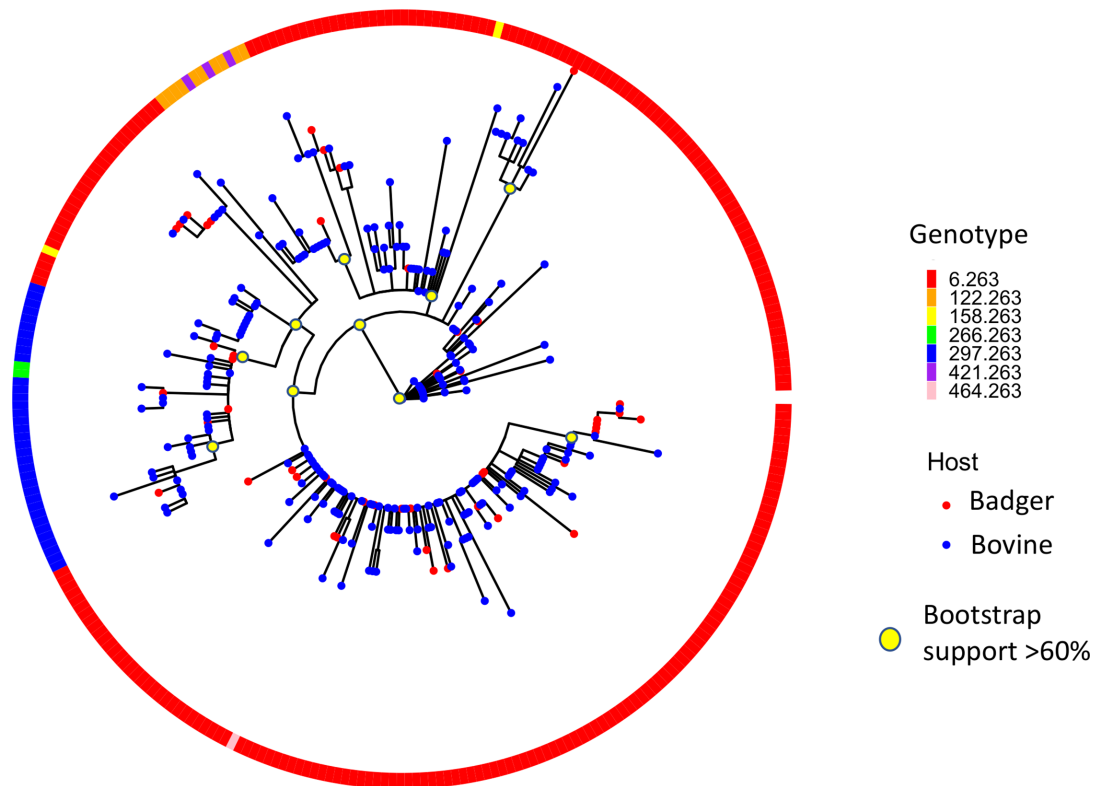 Genotype
6.263
122.263
158.263
266.263
297.263
421.263
464.263
Host
Badger
Bovine
Bootstrap
support >60%